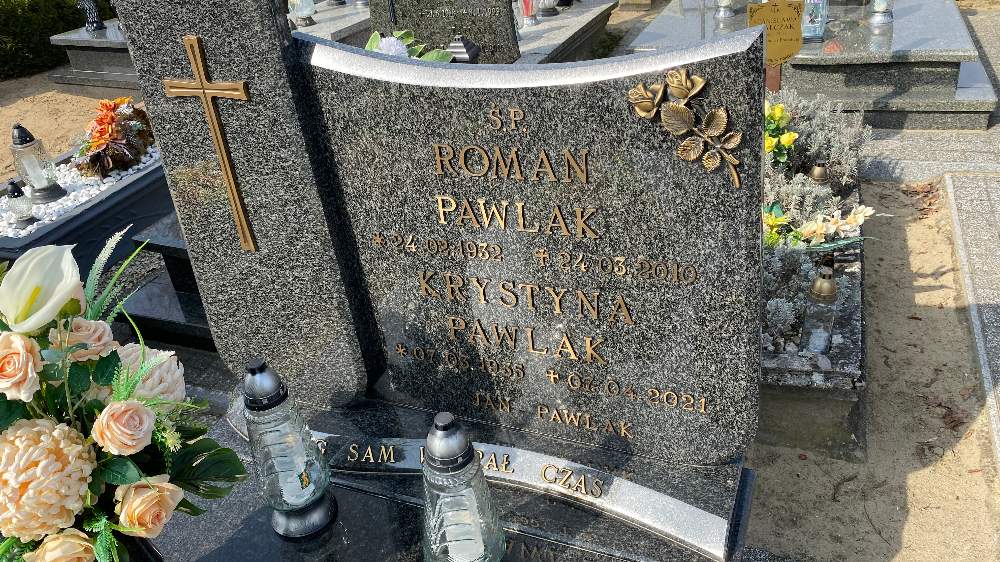 Ś.P.
ROMAN
PAWLAK
* 24.02.1932 ✝ 24.03.2010
KRYSTYNA
PAWLAK
✝ 07.04.2021
JAN PAWLAK
SAM CZAS